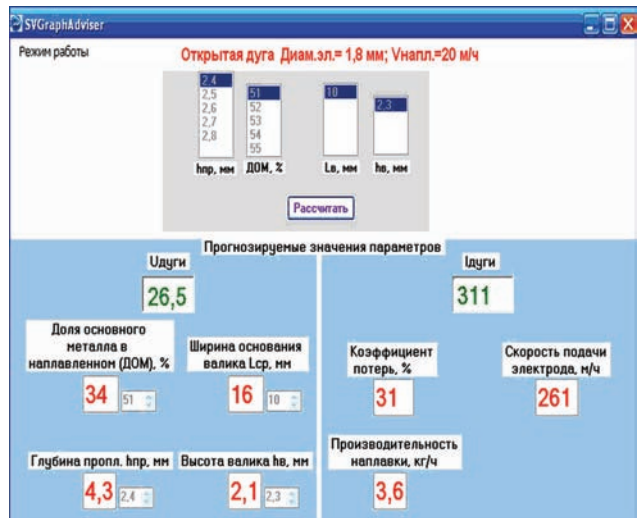 SVGraphAdviser
Режим работы
Открытая дуга Диам.эл.= 1,8 мм; Vнапл.=20 м/ч
2,4
2,5
2,6
2,7
2,8
51
52
53
54
55
10
2,3
hпр, мм ДОМ, % Lв, мм hв, мм
Рассчитать
Прогнозируемые значения параметров
Uдуги
26,5
Iдуги
311
Доля основного
металла в
наплавленном (ДОМ), %
34 51
Ширина основания
валика Lср, мм
16 10
Коэффициент
потерь, %
31
Скорость подачи
электрода, м/ч
261
Глубина пропл. hпр, мм
4,3 2,4
Высота валика hв, мм
2,1 2,3
Производительность
наплавки, кг/ч
3,6